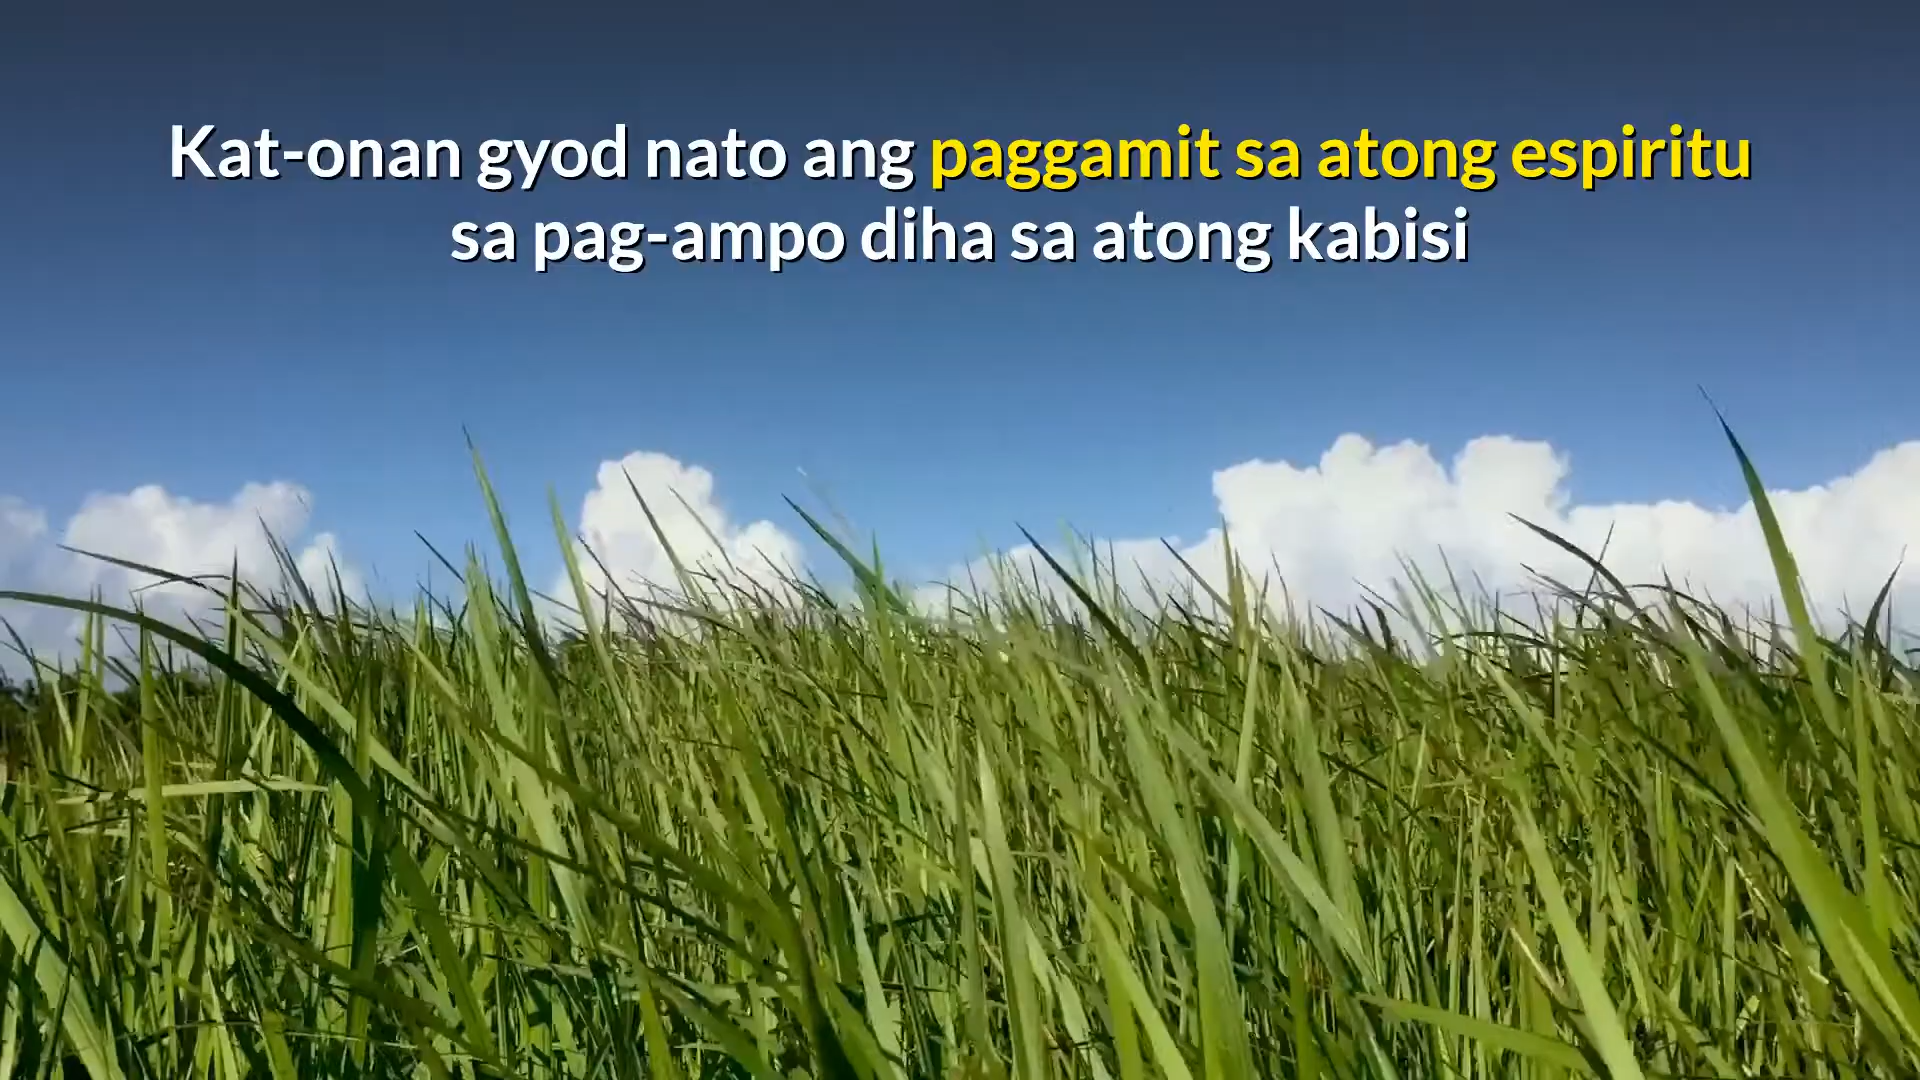 Kat-onan gyod nato ang paggamit sa atong espiritu
sa pag-ampo diha sa atong kabisi